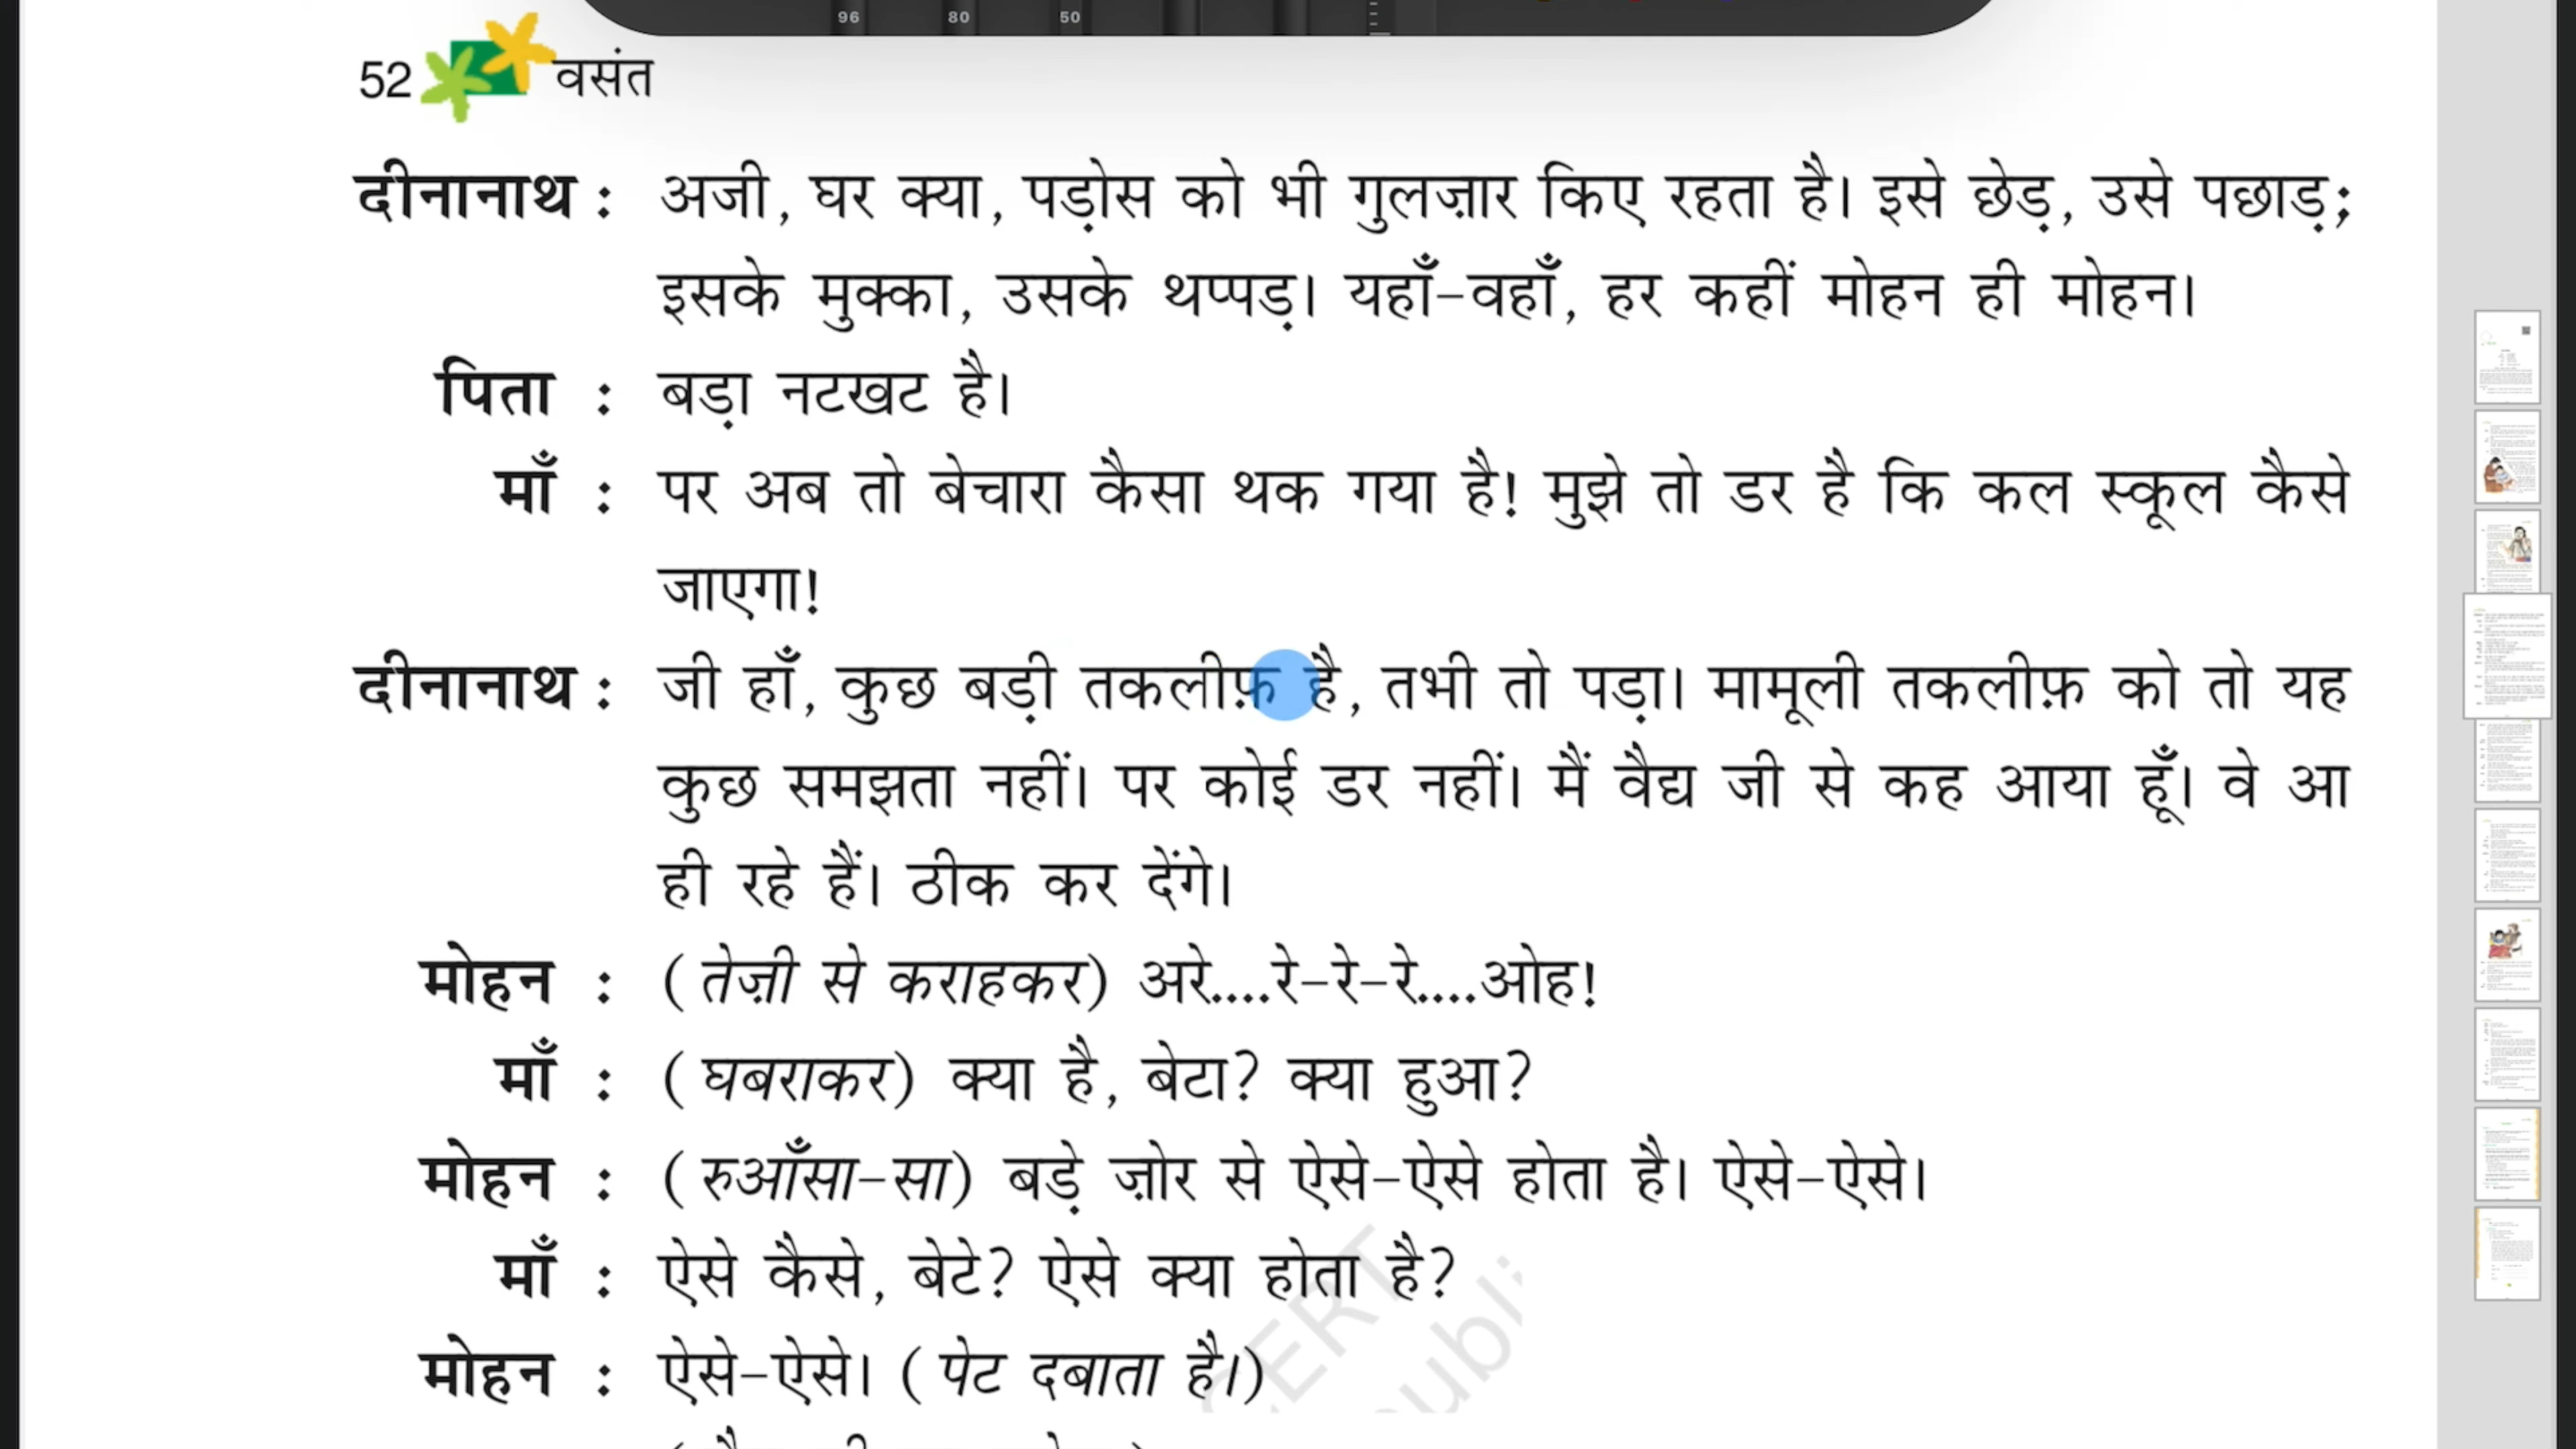 96 80 50
52 वसंत
दीनानाथ : अजी, घर क्या, पड़ोस को भी गुलज़ार किए रहता है। इसे छेड़, उसे पछाड़;
इसके मुक्का, उसके थप्पड़। यहाँ-वहाँ, हर कहीं मोहन ही मोहन।
पिता : बड़ा नटखट है।
माँ : पर अब तो बेचारा कैसा थक गया है! मुझे तो डर है कि कल स्कूल कैसे
जाएगा!
दीनानाथ : जी हाँ, कुछ बड़ी तकलीफ़ है, तभी तो पड़ा। मामूली तकलीफ़ को तो यह
कुछ समझता नहीं। पर कोई डर नहीं। मैं वैद्य जी से कह आया हूँ। वे आ
ही रहे हैं। ठीक कर देंगे।
मोहन : (तेज़ी से कराहकर) अरे....रे-रे-रे....ओह!
माँ : (घबराकर) क्या है, बेटा? क्या हुआ?
मोहन : (रुआँसा-सा) बड़े ज़ोर से ऐसे-ऐसे होता है। ऐसे-ऐसे।
माँ : ऐसे कैसे, बेटे? ऐसे क्या होता है?
मोहन : ऐसे-ऐसे। (पेट दबाता है।)